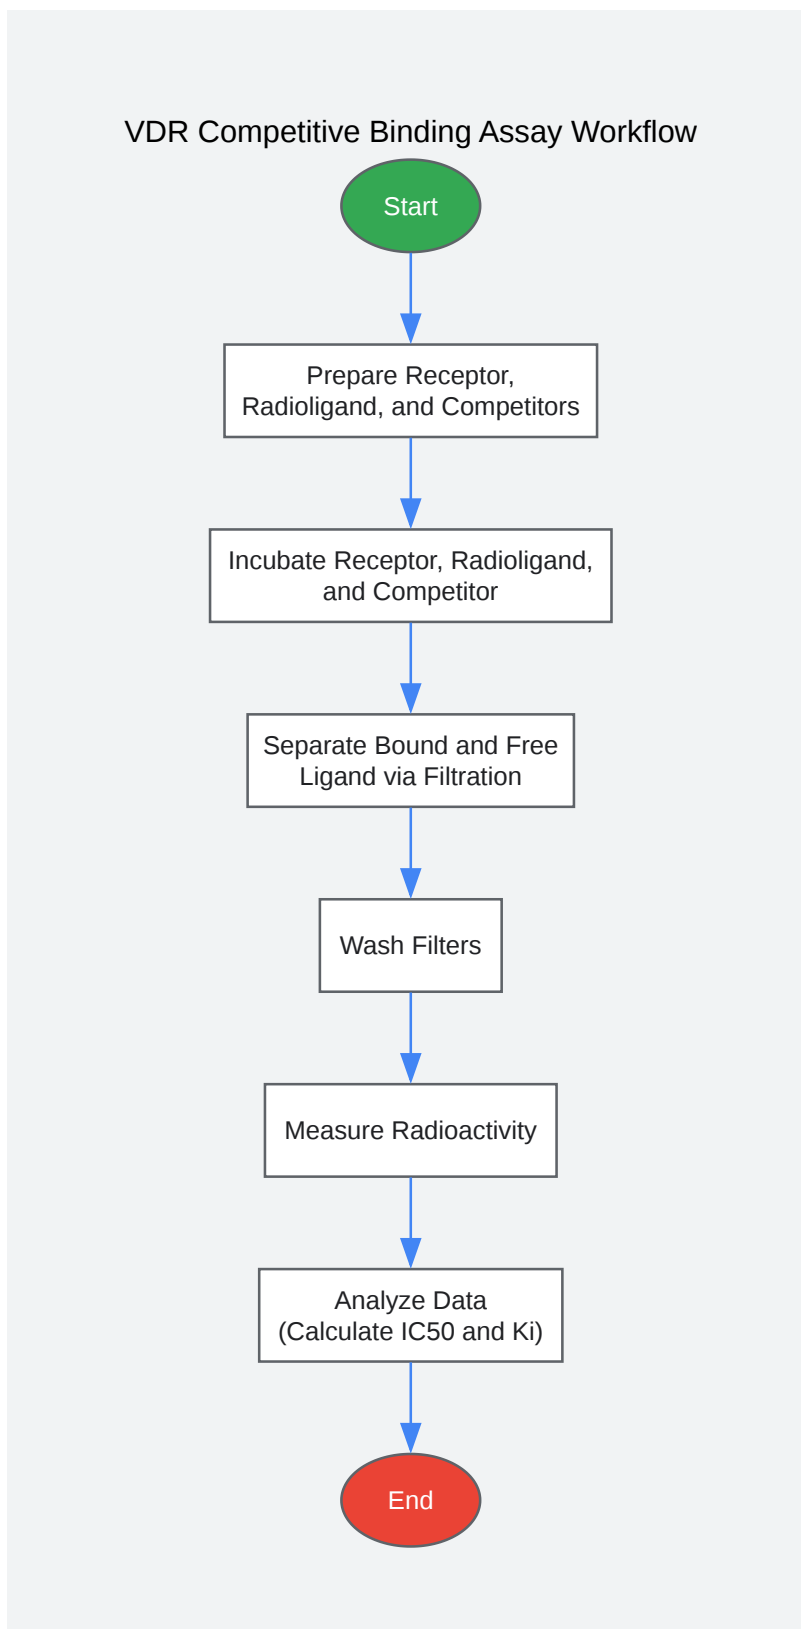 VDR Competitive Binding Assay Workflow
Start
Prepare Receptor,
Radioligand, and Competitors
Incubate Receptor, Radioligand,
and Competitor
Separate Bound and Free
Ligand via Filtration
Wash Filters
Measure Radioactivity
Analyze Data
(Calculate IC50 and Ki)
End